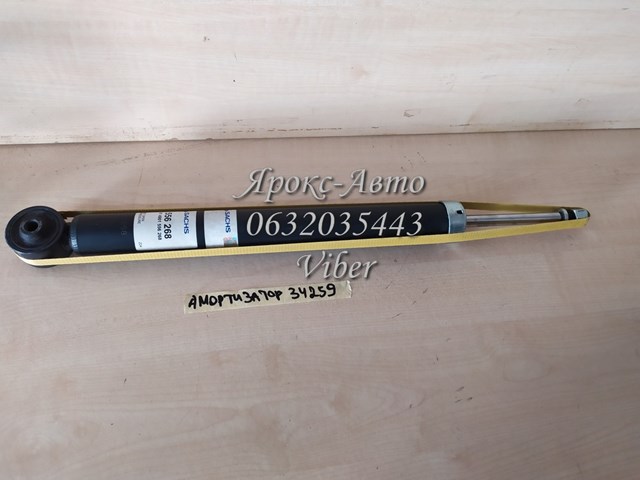 Ярокс-Авто
0632035443
Viber
SACHS
SACHS
556 268
АМОРТИЗАТОР 34259